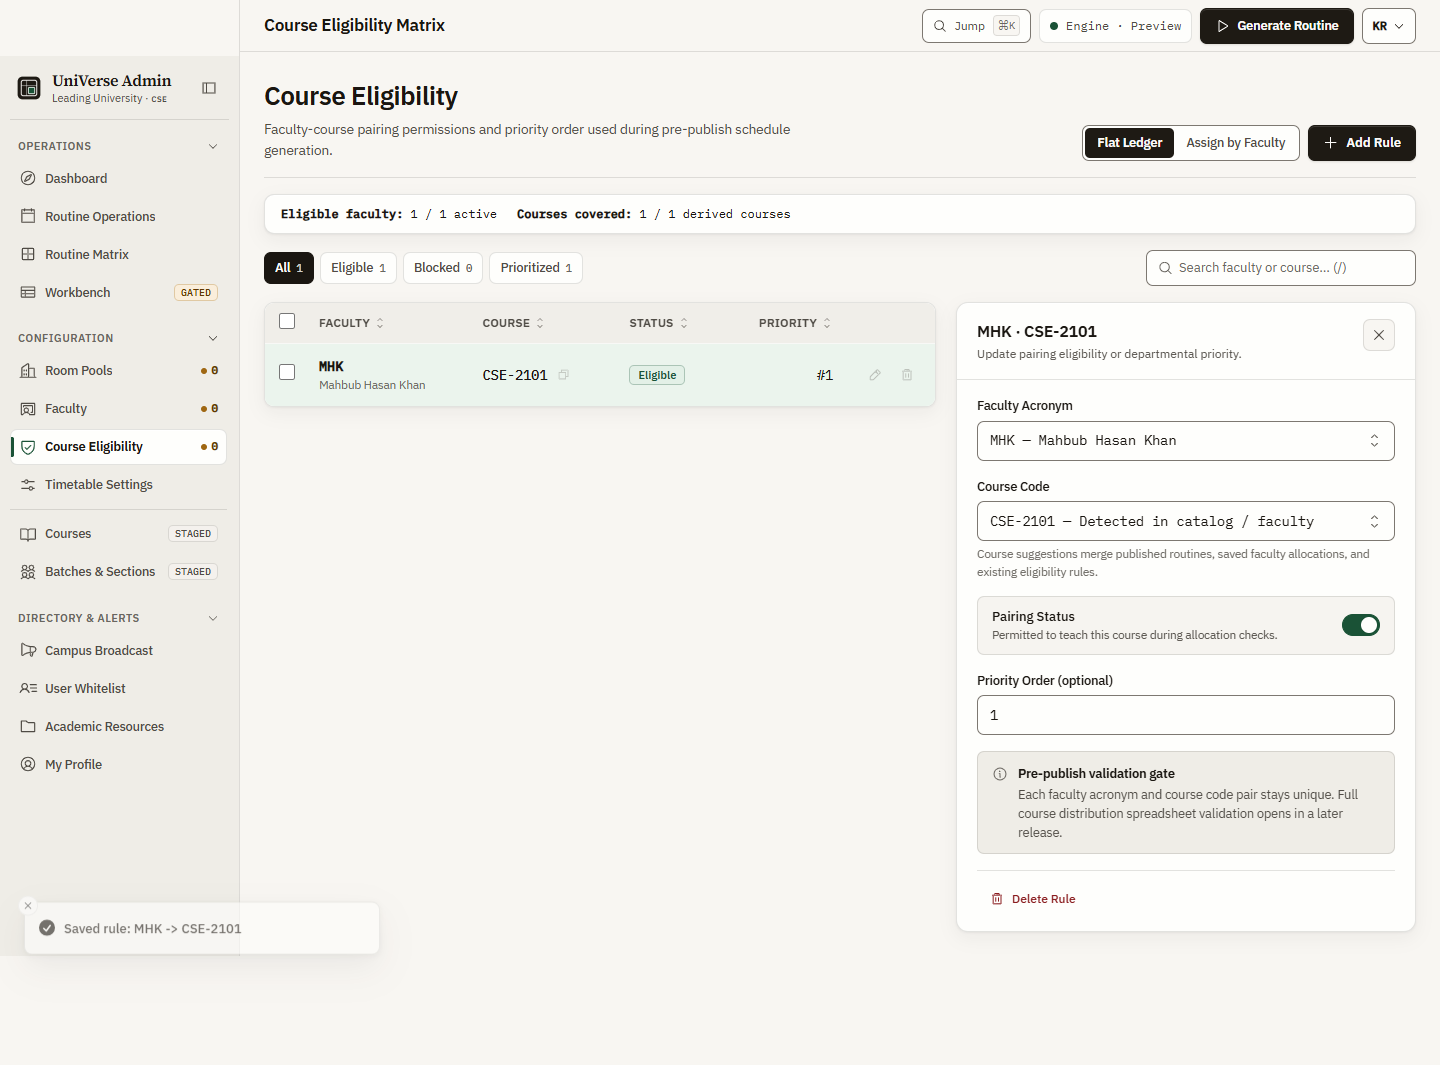 Course Eligibility Matrix
Jump ⌘K
Engine · Preview
Generate Routine
KR
UniVerse Admin
Leading University · CSE
OPERATIONS
Dashboard
Routine Operations
Routine Matrix
Workbench GATED
CONFIGURATION
Room Pools 0
Faculty 0
Course Eligibility 0
Timetable Settings
Courses STAGED
Batches & Sections STAGED
DIRECTORY & ALERTS
Campus Broadcast
User Whitelist
Academic Resources
My Profile
Course Eligibility
Faculty-course pairing permissions and priority order used during pre-publish schedule
generation.
Flat Ledger Assign by Faculty
Add Rule
Eligible faculty: 1 / 1 active Courses covered: 1 / 1 derived courses
All 1 Eligible 1 Blocked 0 Prioritized 1
Search faculty or course... (/)
FACULTY COURSE STATUS PRIORITY
MHK
Mahbub Hasan Khan
CSE-2101 Eligible #1
MHK · CSE-2101
Update pairing eligibility or departmental priority.
Faculty Acronym
MHK — Mahbub Hasan Khan
Course Code
CSE-2101 — Detected in catalog / faculty
Course suggestions merge published routines, saved faculty allocations, and
existing eligibility rules.
Pairing Status
Permitted to teach this course during allocation checks.
Priority Order (optional)
1
Pre-publish validation gate
Each faculty acronym and course code pair stays unique. Full
course distribution spreadsheet validation opens in a later
release.
Delete Rule
Saved rule: MHK -> CSE-2101